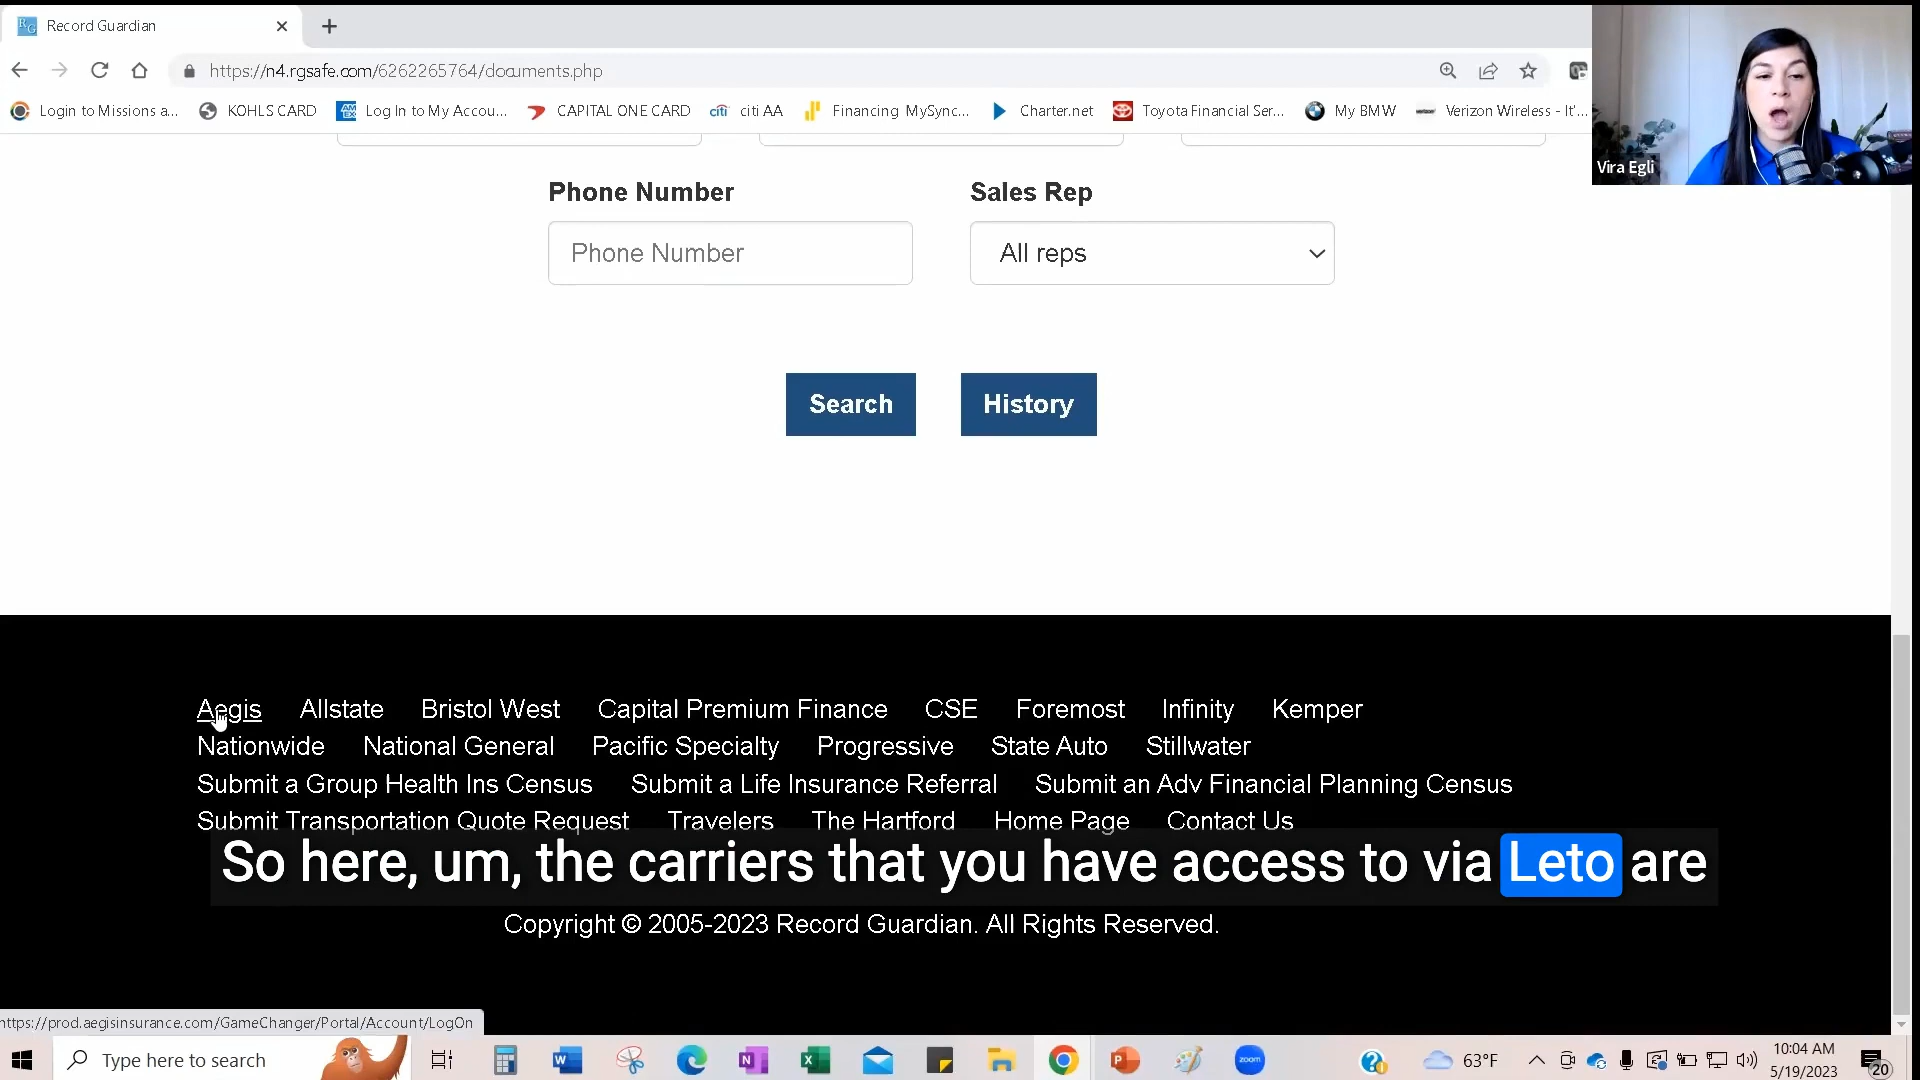 Record Guardian
https://n4.rgsafe.com/6262265764/documents.php
Login to Missions a... KOHLS CARD Log In to My Accou... CAPITAL ONE CARD citi citi AA Financing MySync... Charter.net Toyota Financial Ser... My BMW Verizon Wireless - It'...
Vira Egli
Phone Number Sales Rep
Phone Number All reps
Search History
Aegis Allstate Bristol West Capital Premium Finance CSE Foremost Infinity Kemper
Nationwide National General Pacific Specialty Progressive State Auto Stillwater
Submit a Group Health Ins Census Submit a Life Insurance Referral Submit an Adv Financial Planning Census
Submit Transportation Quote Request Travelers The Hartford Home Page Contact Us
So here, um, the carriers that you have access to via Leto are
Copyright © 2005-2023 Record Guardian. All Rights Reserved.
https://prod.aegisinsurance.com/GameChanger/Portal/Account/LogOn
Type here to search zoom 63°F 10:04 AM
5/19/2023 20